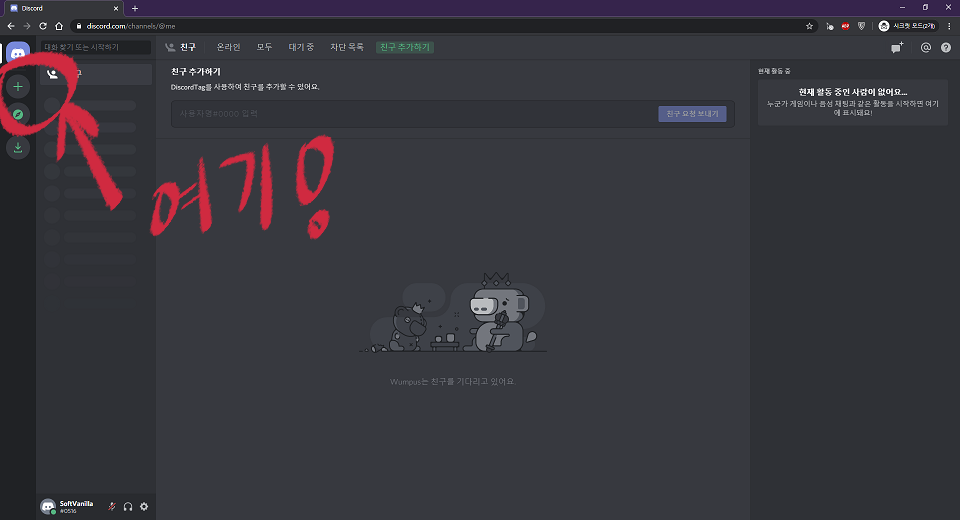 Discord
discord.com/channels/@me
시크릿 모드(2개)
대화 찾기 또는 시작하기
친구
온라인
모두
대기 중
차단 목록
친구 추가하기
친구 추가하기
DiscordTag를 사용하여 친구를 추가할 수 있어요.
사용자명#0000 입력
친구 요청 보내기
현재 활동 중
현재 활동 중인 사람이 없어요...
누군가 게임이나 음성 채팅과 같은 활동을 시작하면 여기
에 표시돼요!
여기!
Wumpus는 친구를 기다리고 있어요.
SoftVanilla
#0516